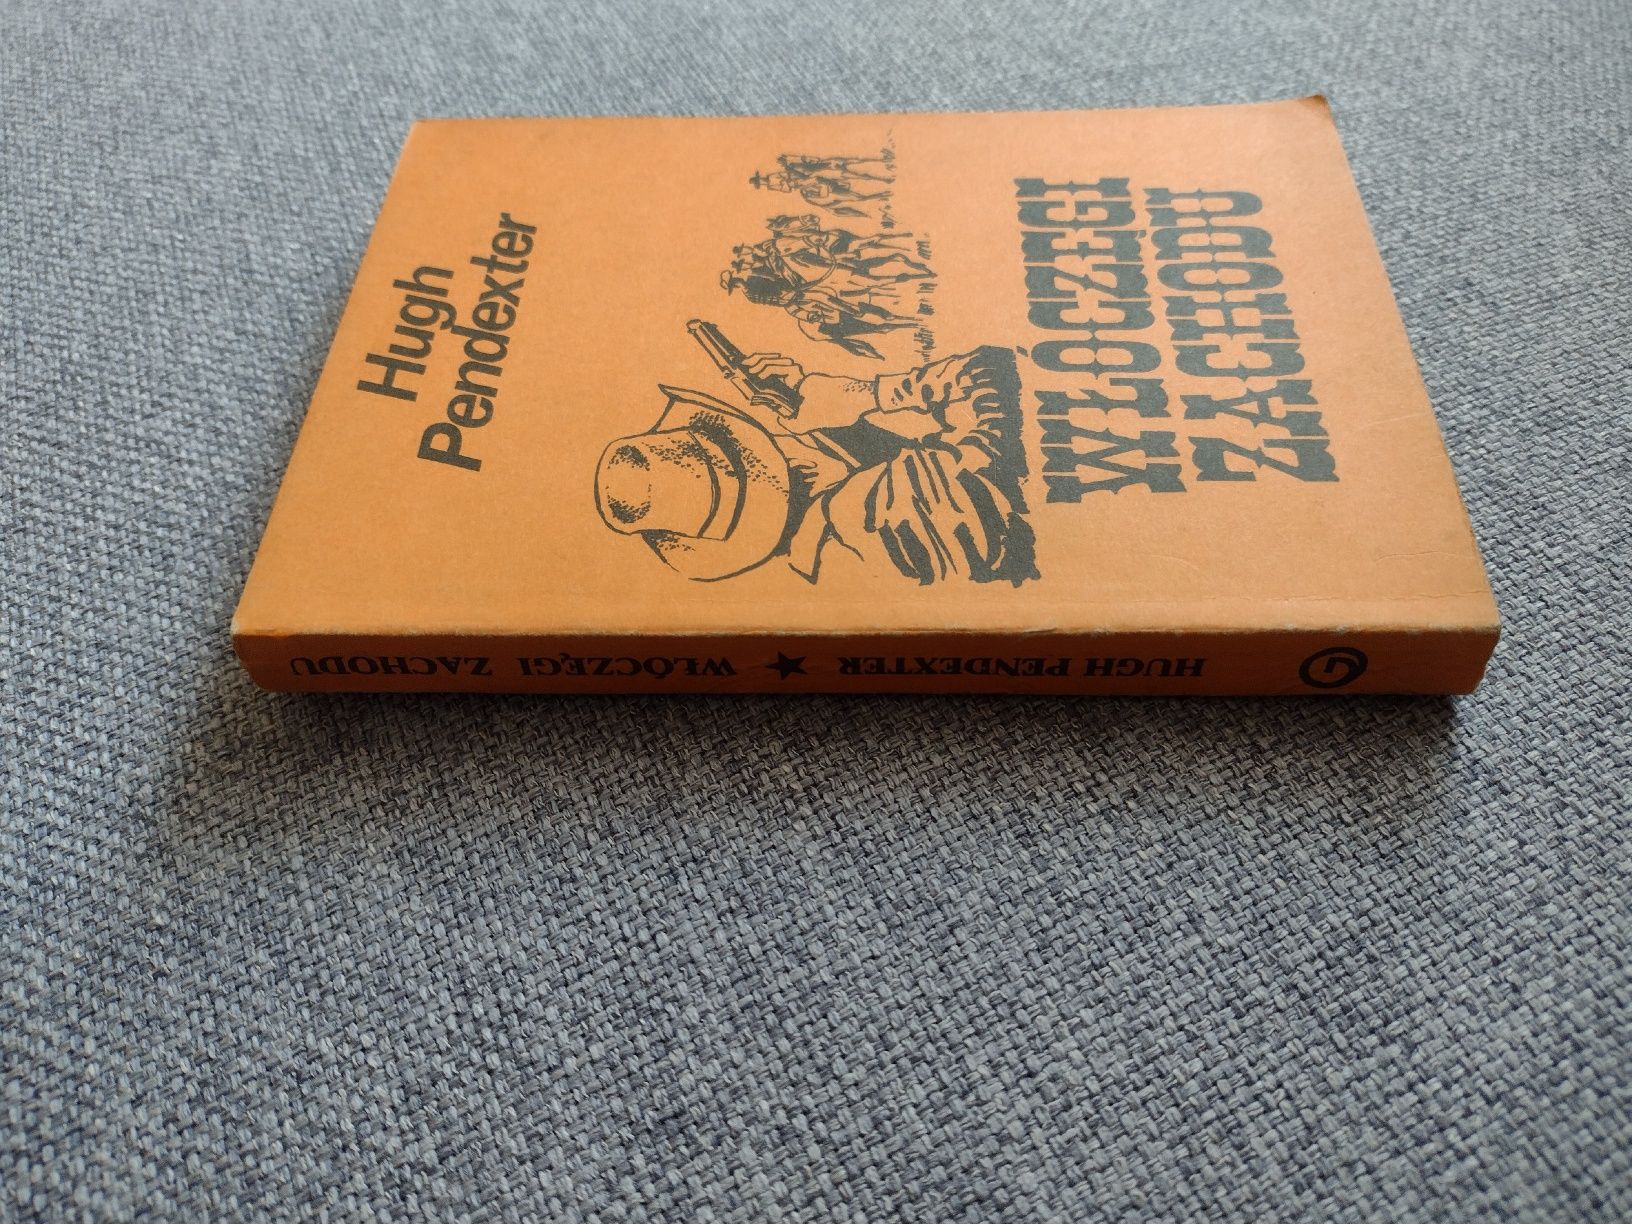 Hugh
Pendexter
WŁÓCZĘGI
ZACHODU
HUGH PENDEXTER ★ WŁÓCZĘGI ZACHODU